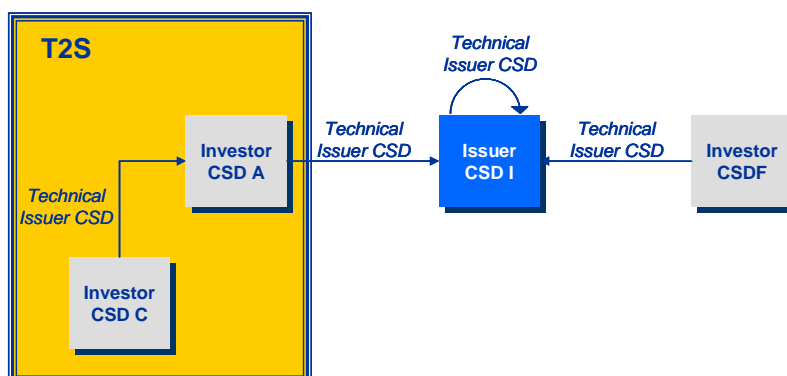 T2S
Technical
Issuer CSD
Technical
Issuer CSD
Technical
Issuer CSD
Investor
CSD A
Issuer
CSD I
Investor
CSDF
Technical
Issuer CSD
Investor
CSD C